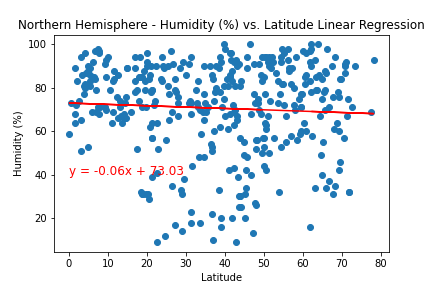 Northern Hemisphere - Humidity (%) vs. Latitude Linear Regression
100
80
60
40
20
Humidity (%)
y = -0.06x + 73.03
0 10 20 30 40 50 60 70 80
Latitude